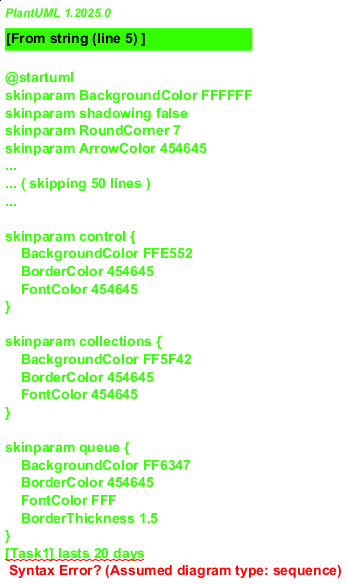 PlantUML 1.2025.0
[From string (line 5) ]
@startuml
skinparam BackgroundColor FFFFFF
skinparam shadowing false
skinparam RoundCorner 7
skinparam ArrowColor 454645
...
... ( skipping 50 lines )
...
skinparam control {
BackgroundColor FFE552
BorderColor 454645
FontColor 454645
}
skinparam collections {
BackgroundColor FF5F42
BorderColor 454645
FontColor 454645
}
skinparam queue {
BackgroundColor FF6347
BorderColor 454645
FontColor FFF
BorderThickness 1.5
}
[Task1] lasts 20 days
Syntax Error? (Assumed diagram type: sequence)